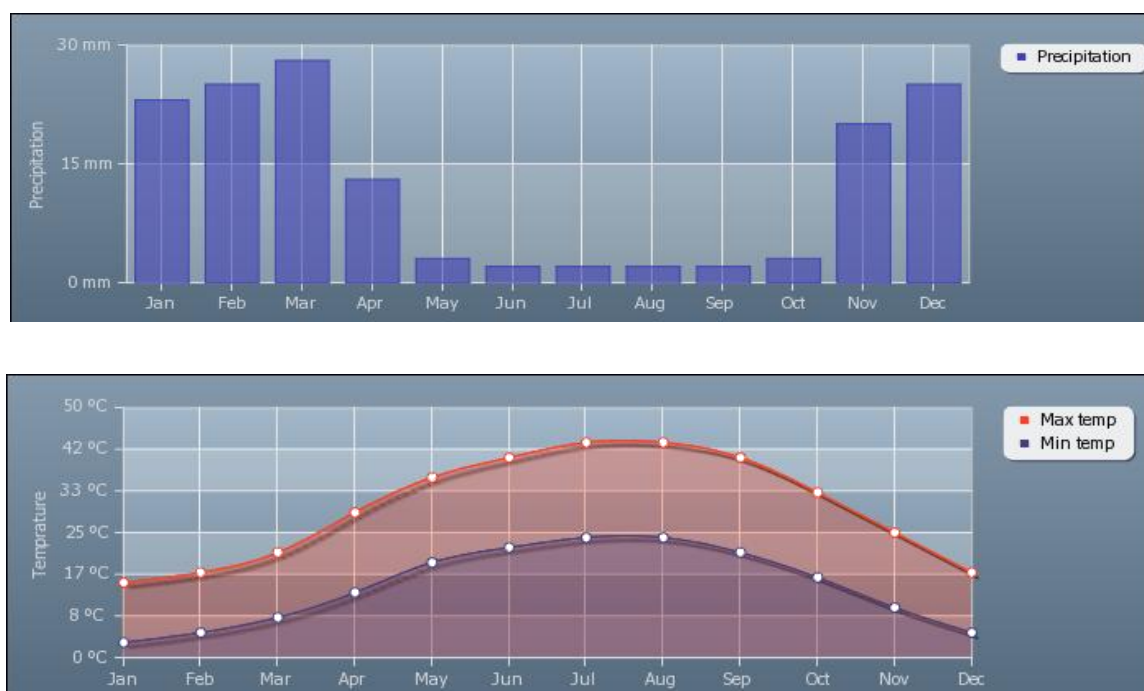 30 mm
Precipitation
Precipitation
15 mm
0 mm
Jan Feb Mar Apr May Jun Jul Aug Sep Oct Nov Dec
50 ºC
Max temp
Min temp
42 ºC
33 ºC
Temprature
25 ºC
17 ºC
8 ºC
0 ºC
Jan Feb Mar Apr May Jun Jul Aug Sep Oct Nov Dec